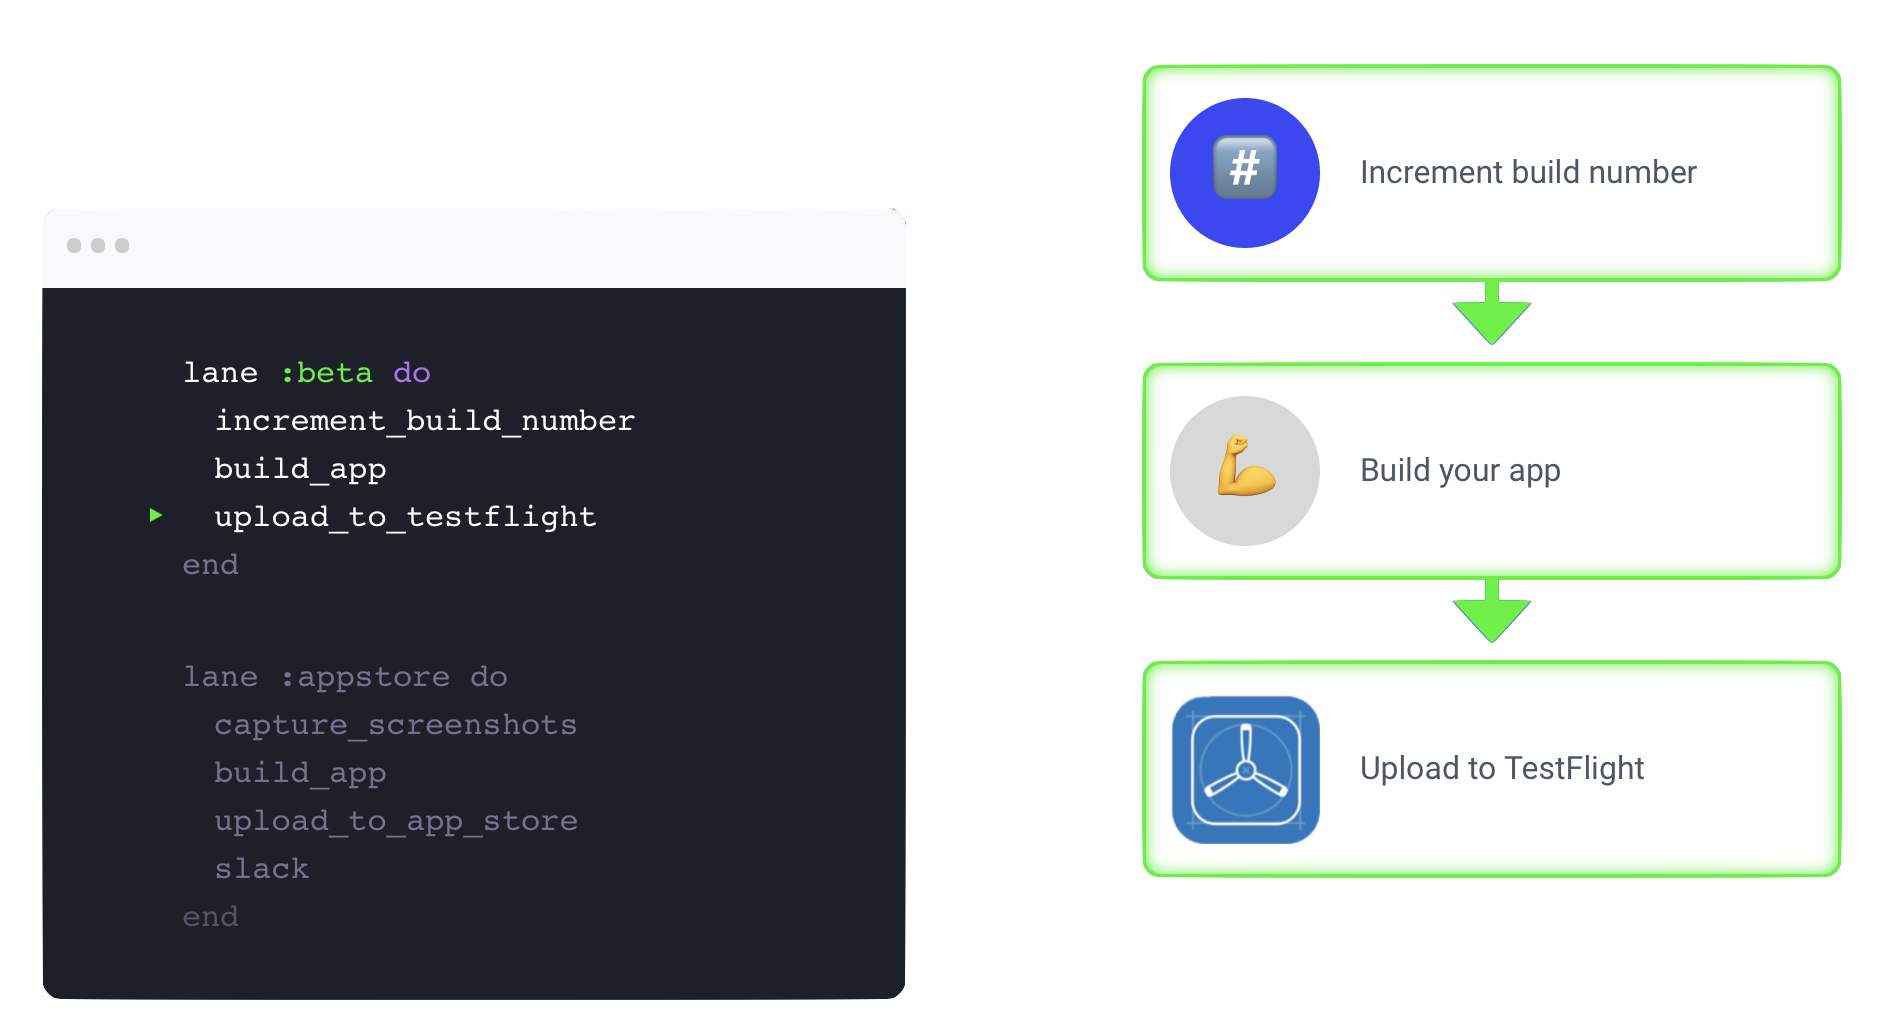 lane :beta do
increment_build_number
build_app
upload_to_testflight
end
lane :appstore do
capture_screenshots
build_app
upload_to_app_store
slack
end
#
Increment build number
Build your app
Upload to TestFlight